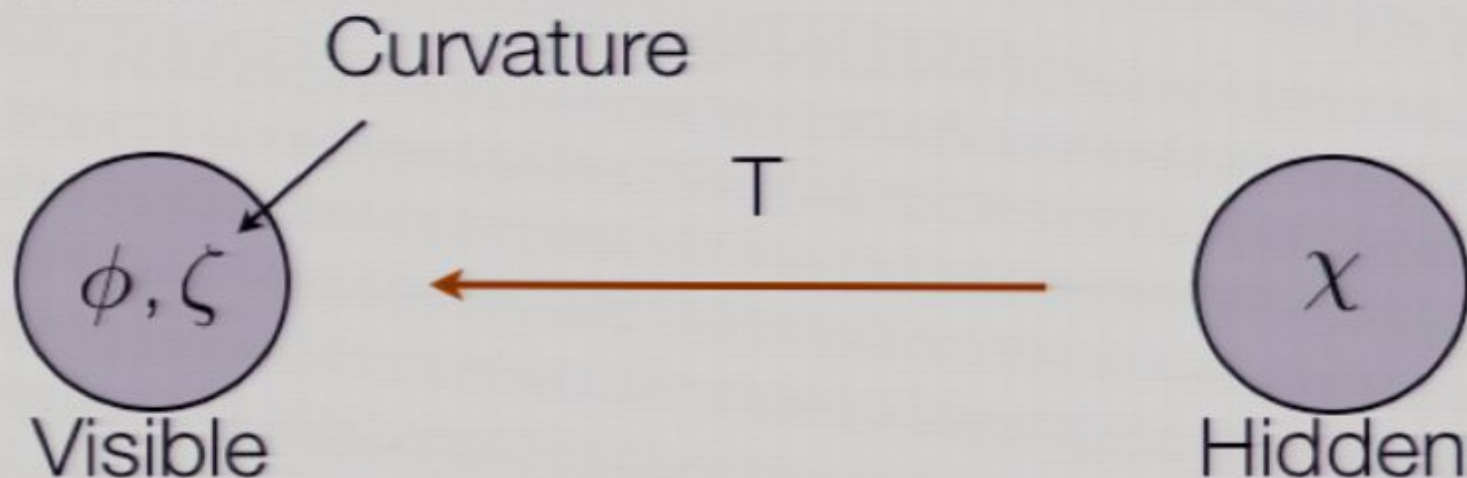 Curvature
T
ϕ, ζ
χ
Visible
Hidden